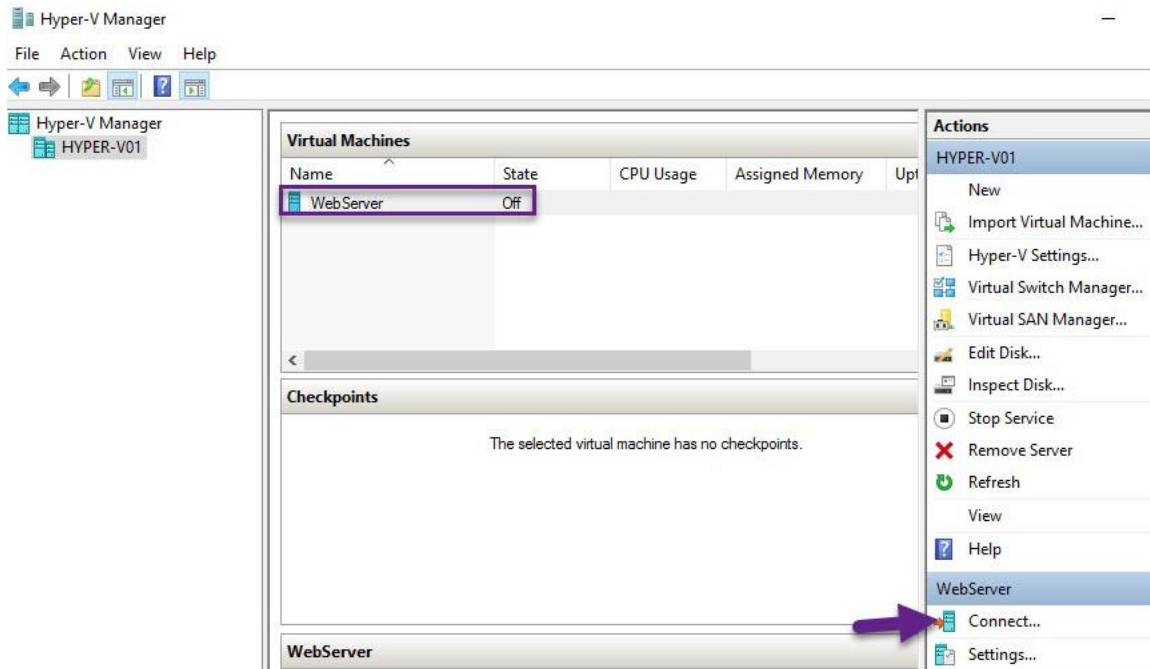 Hyper-V Manager
File Action View Help
Hyper-V Manager
HYPER-V01
Virtual Machines
Name State CPU Usage Assigned Memory Upt
WebServer Off
Checkpoints
The selected virtual machine has no checkpoints.
WebServer
Actions
HYPER-V01
New
Import Virtual Machine...
Hyper-V Settings...
Virtual Switch Manager...
Virtual SAN Manager...
Edit Disk...
Inspect Disk...
Stop Service
Remove Server
Refresh
View
Help
WebServer
Connect...
Settings...